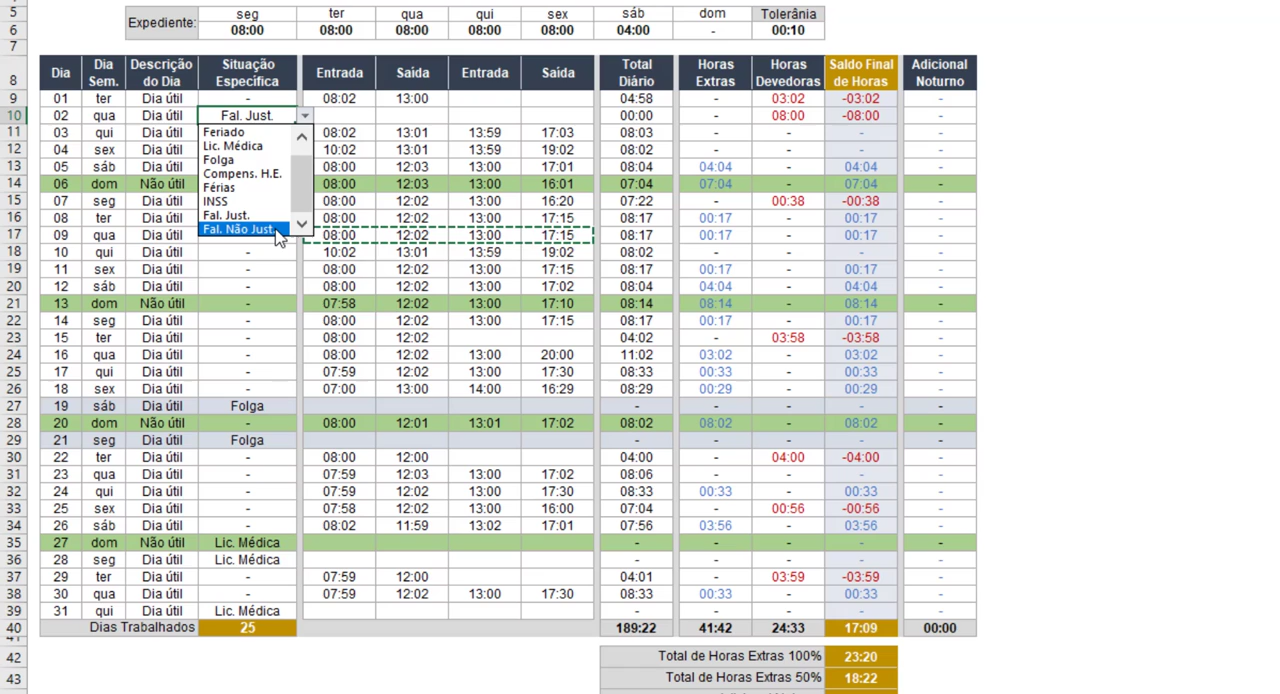 5 seg ter qua qui sex sáb dom Tolerânia
Expediente:
6 08:00 08:00 08:00 08:00 08:00 04:00 - 00:10
7
8 Dia Dia Sem. Descrição do Dia Situação Específica Entrada Saída Entrada Saída Total Diário Horas Extras Horas Devedoras Saldo Final de Horas Adicional Noturno
9 01 ter Dia útil - 08:02 13:00 04:58 - 03:02 -03:02 -
10 02 qua Dia útil Fal. Just. 00:00 - 08:00 -08:00 -
11 03 qui Dia útil 08:02 13:01 13:59 17:03 08:03 - - - -
12 04 sex Dia útil 10:02 13:01 13:59 19:02 08:02 - - - -
13 05 sáb Dia útil 08:00 12:03 13:00 17:01 08:04 04:04 - 04:04 -
14 06 dom Não útil 08:00 12:03 13:00 16:01 07:04 07:04 - 07:04 -
15 07 seg Dia útil 08:00 12:02 13:00 16:20 07:22 - 00:38 -00:38 -
16 08 ter Dia útil 08:00 12:02 13:00 17:15 08:17 00:17 - 00:17 -
17 09 qua Dia útil 08:00 12:02 13:00 17:15 08:17 00:17 - 00:17 -
Feriado
Lic. Médica
Folga
Compens. H.E.
Férias
INSS
Fal. Just.
Fal. Não Just.
18 10 qui Dia útil - 10:02 13:01 13:59 19:02 08:02 - - - -
19 11 sex Dia útil - 08:00 12:02 13:00 17:15 08:17 00:17 - 00:17 -
20 12 sáb Dia útil - 08:00 12:02 13:00 17:02 08:04 04:04 - 04:04 -
21 13 dom Não útil - 07:58 12:02 13:00 17:10 08:14 08:14 - 08:14 -
22 14 seg Dia útil - 08:00 12:02 13:00 17:15 08:17 00:17 - 00:17 -
23 15 ter Dia útil - 08:00 12:02 04:02 - 03:58 -03:58 -
24 16 qua Dia útil - 08:00 12:02 13:00 20:00 11:02 03:02 - 03:02 -
25 17 qui Dia útil - 07:59 12:02 13:00 17:30 08:33 00:33 - 00:33 -
26 18 sex Dia útil - 07:00 13:00 14:00 16:29 08:29 00:29 - 00:29 -
27 19 sáb Dia útil Folga - - - - -
28 20 dom Não útil - 08:00 12:01 13:01 17:02 08:02 08:02 - 08:02 -
29 21 seg Dia útil Folga - - - - -
30 22 ter Dia útil - 08:00 12:00 04:00 - 04:00 -04:00 -
31 23 qua Dia útil - 07:59 12:03 13:00 17:02 08:06 - - - -
32 24 qui Dia útil - 07:59 12:02 13:00 17:30 08:33 00:33 - 00:33 -
33 25 sex Dia útil - 07:58 12:02 13:00 16:00 07:04 - 00:56 -00:56 -
34 26 sáb Dia útil - 08:02 11:59 13:02 17:01 07:56 03:56 - 03:56 -
35 27 dom Não útil Lic. Médica - - - - -
36 28 seg Dia útil Lic. Médica - - - - -
37 29 ter Dia útil - 07:59 12:00 04:01 - 03:59 -03:59 -
38 30 qua Dia útil - 07:59 12:02 13:00 17:30 08:33 00:33 - 00:33 -
39 31 qui Dia útil Lic. Médica - - - - -
40 Dias Trabalhados 25 189:22 41:42 24:33 17:09 00:00
42 Total de Horas Extras 100% 23:20
43 Total de Horas Extras 50% 18:22